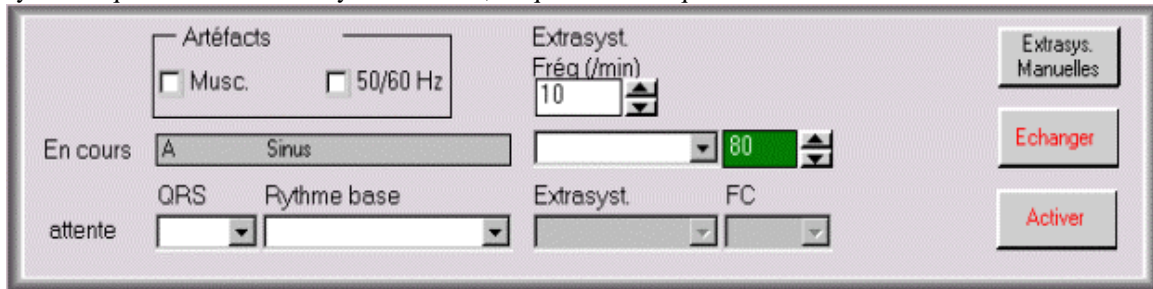 Artéfacts
Extrasyst.
Fréq (/min)
Musc.
50/60 Hz
10
Extrasys.
Manuelles
En cours
A
Sinus
80
Echanger
QRS
Rythme base
Extrasyst.
FC
attente
Activer